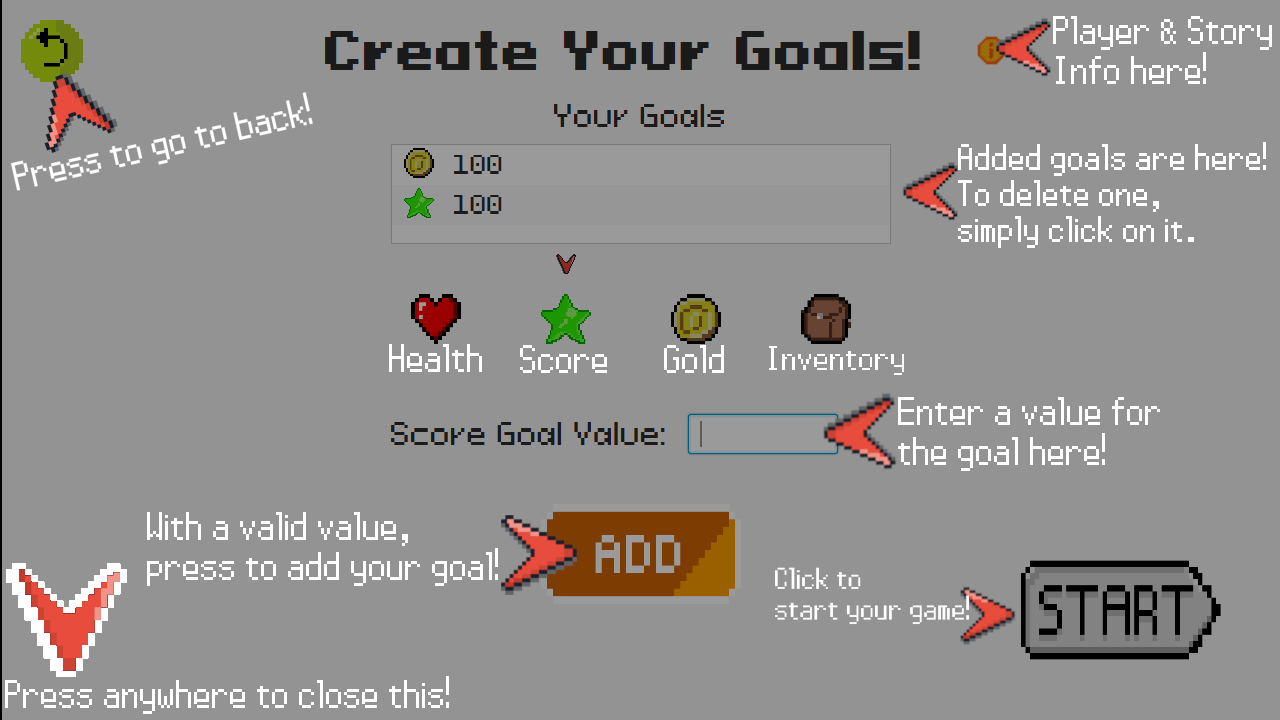 Create Your Goals!
Player & Story
Info here!
Press to go to back!
Your Goals
100
100
Added goals are here!
To delete one,
simply click on it.
Health
Score
Gold
Inventory
Score Goal Value:
Enter a value for
the goal here!
With a valid value,
press to add your goal!
ADD
Click to
start your game!
START
Press anywhere to close this!